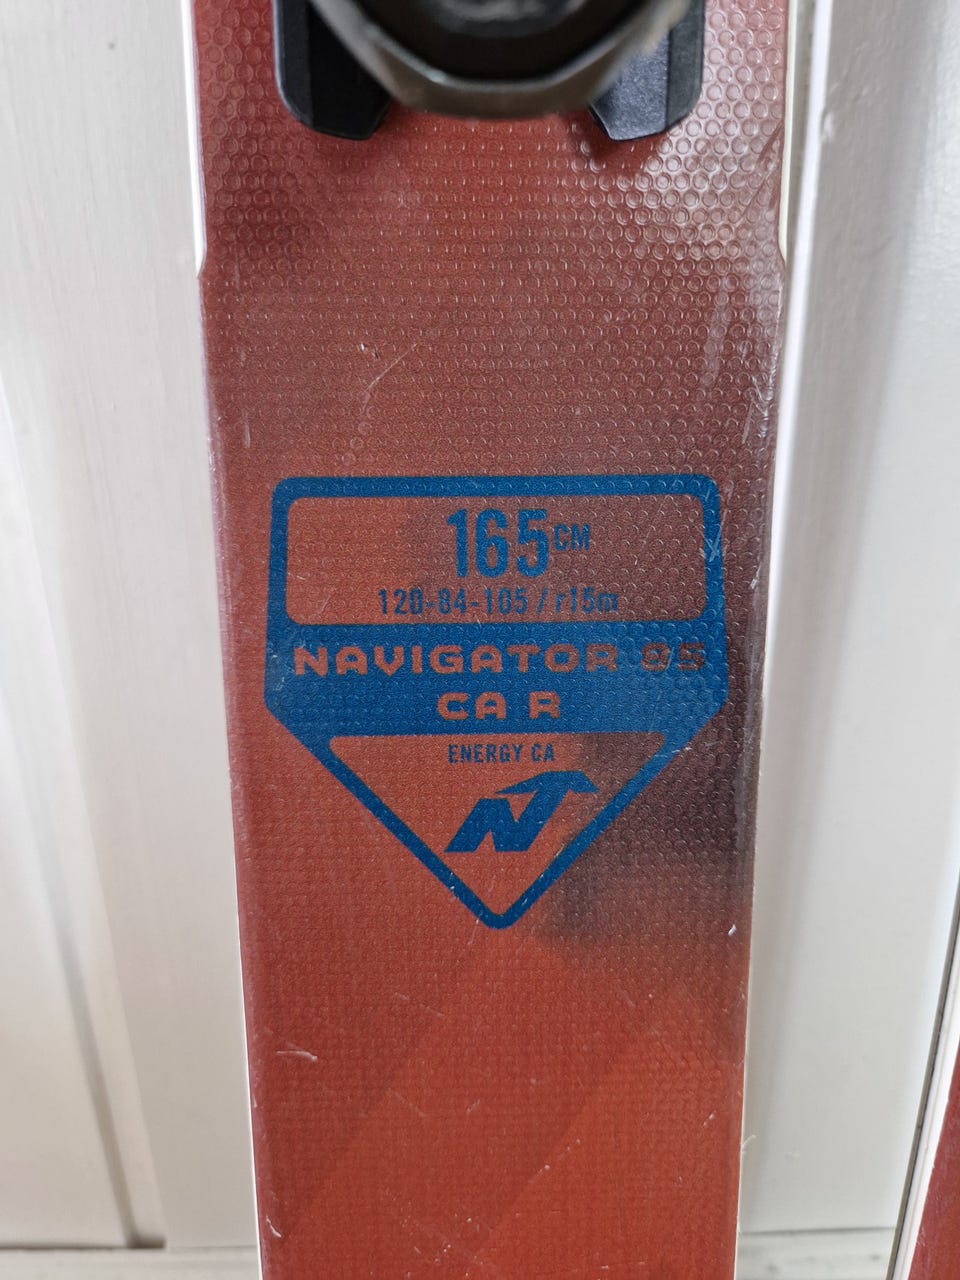 165CM
120-84-105 / r15m
NAVIGATOR 85
CA R
ENERGY CA